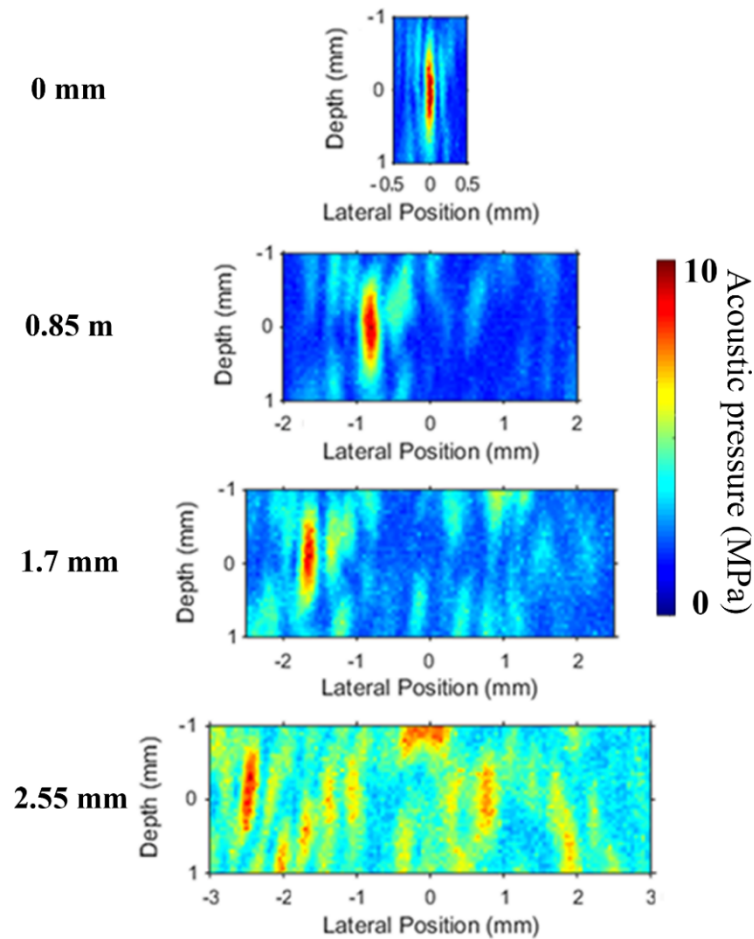 0 mm
Depth (mm)
-1
0
1
-0.5 0 0.5
Lateral Position (mm)
0.85 m
Depth (mm)
-1
0
1
-2 -1 0 1 2
Lateral Position (mm)
1.7 mm
Depth (mm)
-1
0
1
-2 -1 0 1 2
Lateral Position (mm)
2.55 mm
Depth (mm)
-1
0
1
-3 -2 -1 0 1 2 3
Lateral Position (mm)
10
0
Acoustic pressure (MPa)